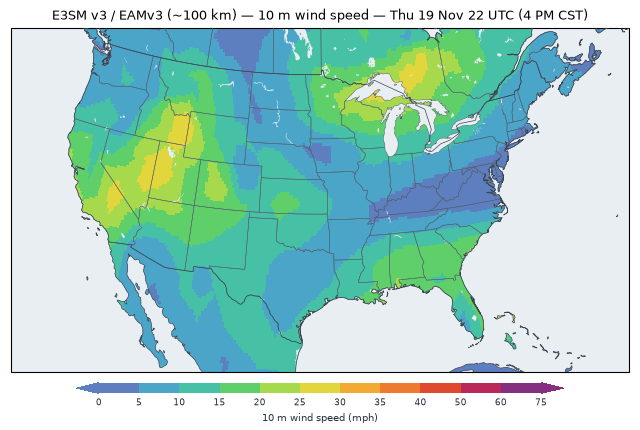 E3SM v3 / EAMv3 (~100 km) — 10 m wind speed — Thu 19 Nov 22 UTC (4 PM CST)
0 5 10 15 20 25 30 35 40 50 60 75
10 m wind speed (mph)